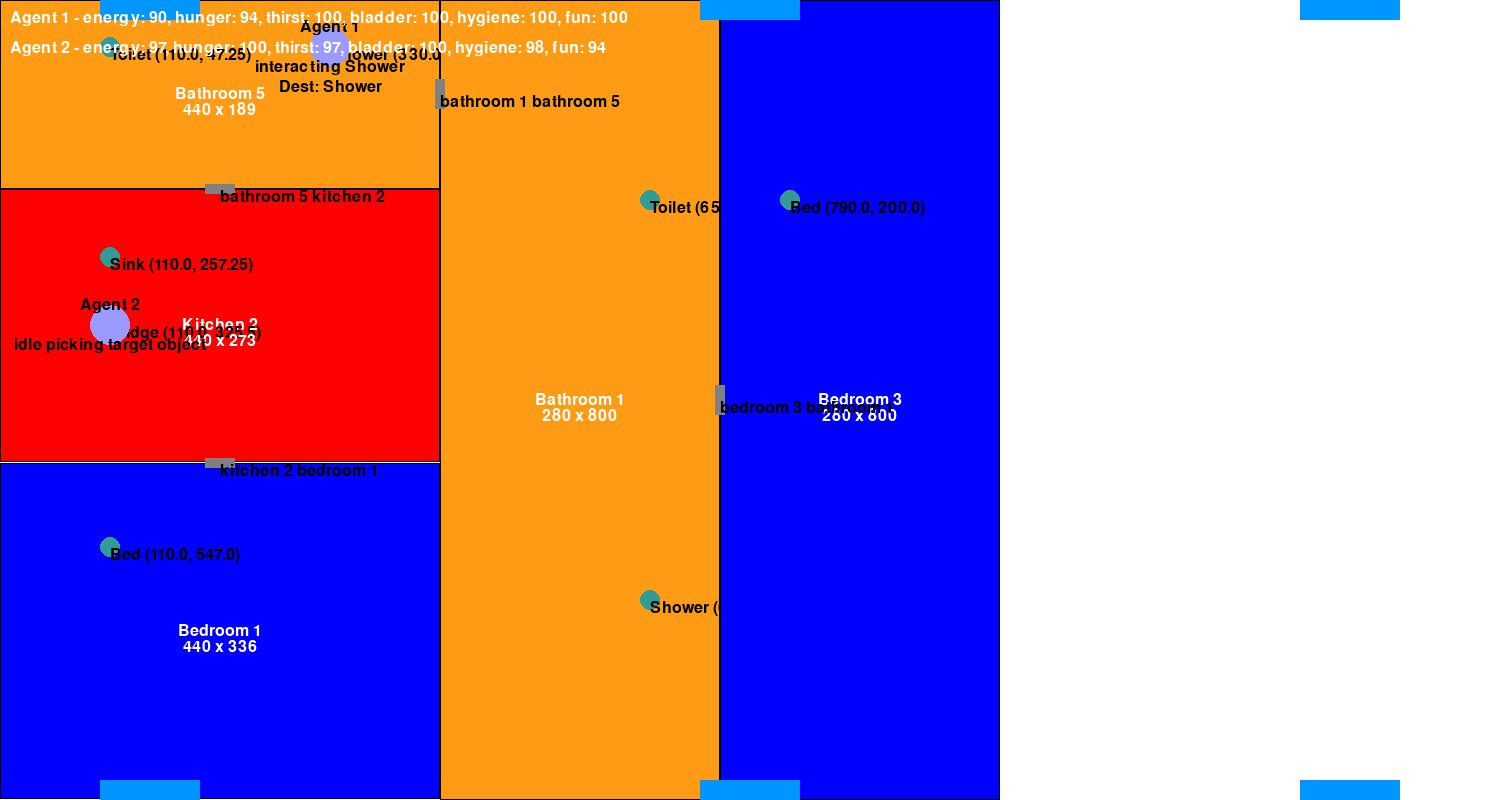 Agent 1 - energy: 90, hunger: 94, thirst: 100, bladder: 100, hygiene: 100, fun: 100
Agent 1
Agent 2 - energy: 97, hunger: 100, thirst: 97, bladder: 100, hygiene: 98, fun: 94
Toilet (110.0, 47.25)
interacting Shower
Dest: Shower
Bathroom 5
440 x 189
bathroom 1 bathroom 5
bathroom 5 kitchen 2
Toilet (65
Bed (790.0, 200.0)
Sink (110.0, 257.25)
Agent 2
Kitchen 2
440 x 273
idle picking target object
Bathroom 1
280 x 800
bedroom 3
Bedroom 3
280 x 800
kitchen 2 bedroom 1
Bed (110.0, 547.0)
Shower (
Bedroom 1
440 x 336